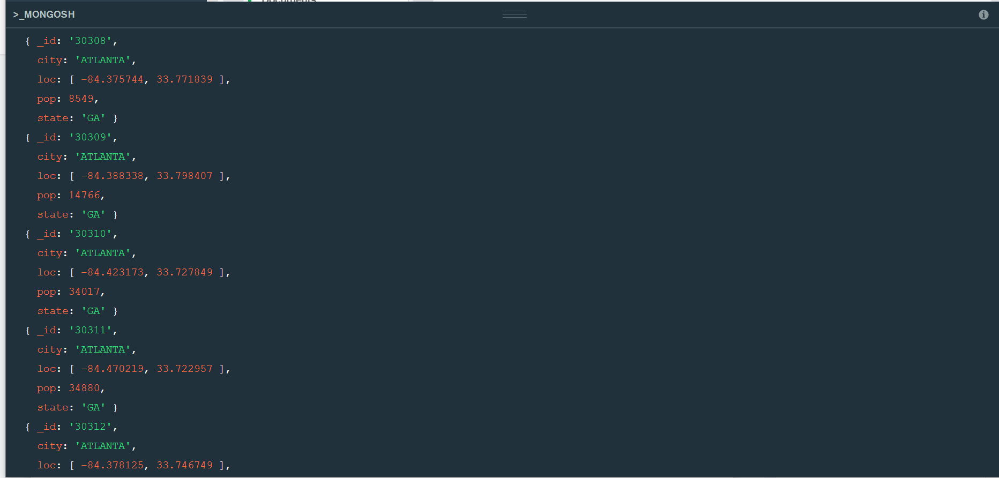 Documents
>_MONGOSH
{ _id: '30308',
city: 'ATLANTA',
loc: [ -84.375744, 33.771839 ],
pop: 8549,
state: 'GA' }
{ _id: '30309',
city: 'ATLANTA',
loc: [ -84.388338, 33.798407 ],
pop: 14766,
state: 'GA' }
{ _id: '30310',
city: 'ATLANTA',
loc: [ -84.423173, 33.727849 ],
pop: 34017,
state: 'GA' }
{ _id: '30311',
city: 'ATLANTA',
loc: [ -84.470219, 33.722957 ],
pop: 34880,
state: 'GA' }
{ _id: '30312',
city: 'ATLANTA',
loc: [ -84.378125, 33.746749 ],